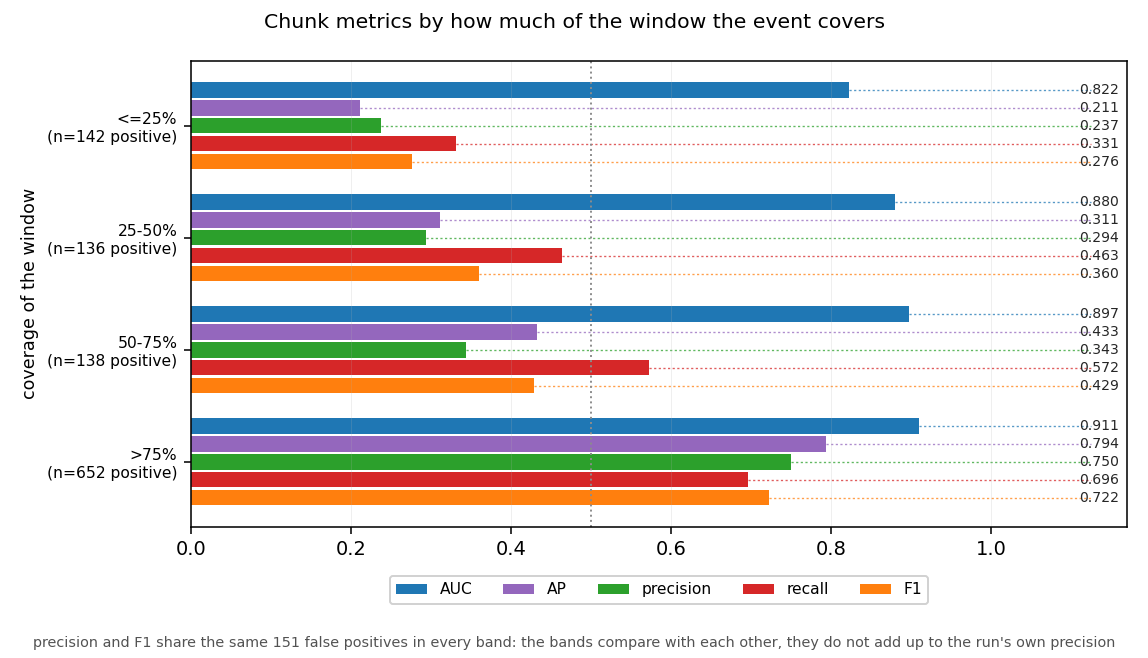 Chunk metrics by how much of the window the event covers
coverage of the window
<=25%
(n=142 positive)
0.822
0.211
0.237
0.331
0.276
25-50%
(n=136 positive)
0.880
0.311
0.294
0.463
0.360
50-75%
(n=138 positive)
0.897
0.433
0.343
0.572
0.429
>75%
(n=652 positive)
0.911
0.794
0.750
0.696
0.722
0.0 0.2 0.4 0.6 0.8 1.0
AUC AP precision recall F1
precision and F1 share the same 151 false positives in every band: the bands compare with each other, they do not add up to the run's own precision